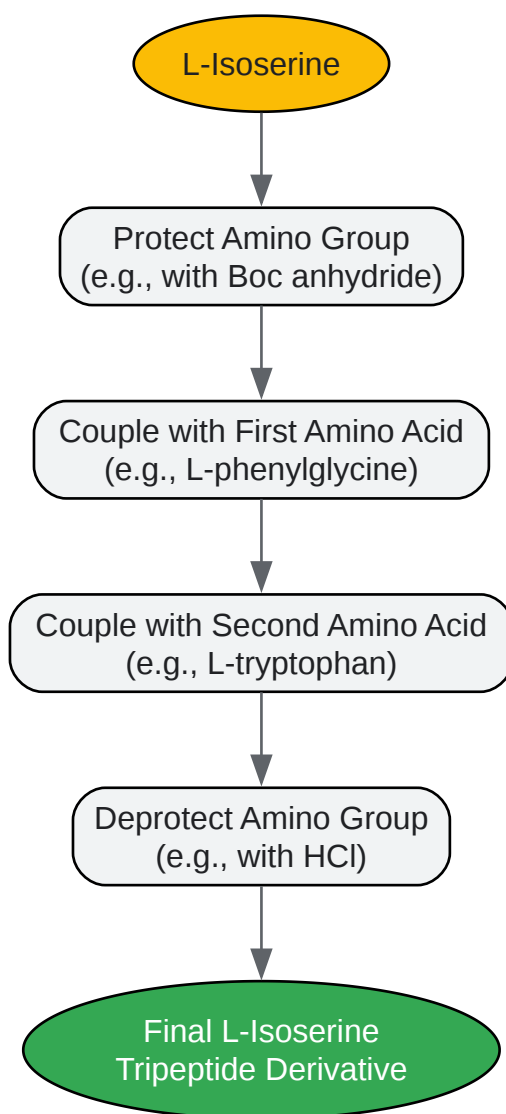 L-Isoserine
Protect Amino Group
(e.g., with Boc anhydride)
Couple with First Amino Acid
(e.g., L-phenylglycine)
Couple with Second Amino Acid
(e.g., L-tryptophan)
Deprotect Amino Group
(e.g., with HCl)
Final L-Isoserine
Tripeptide Derivative